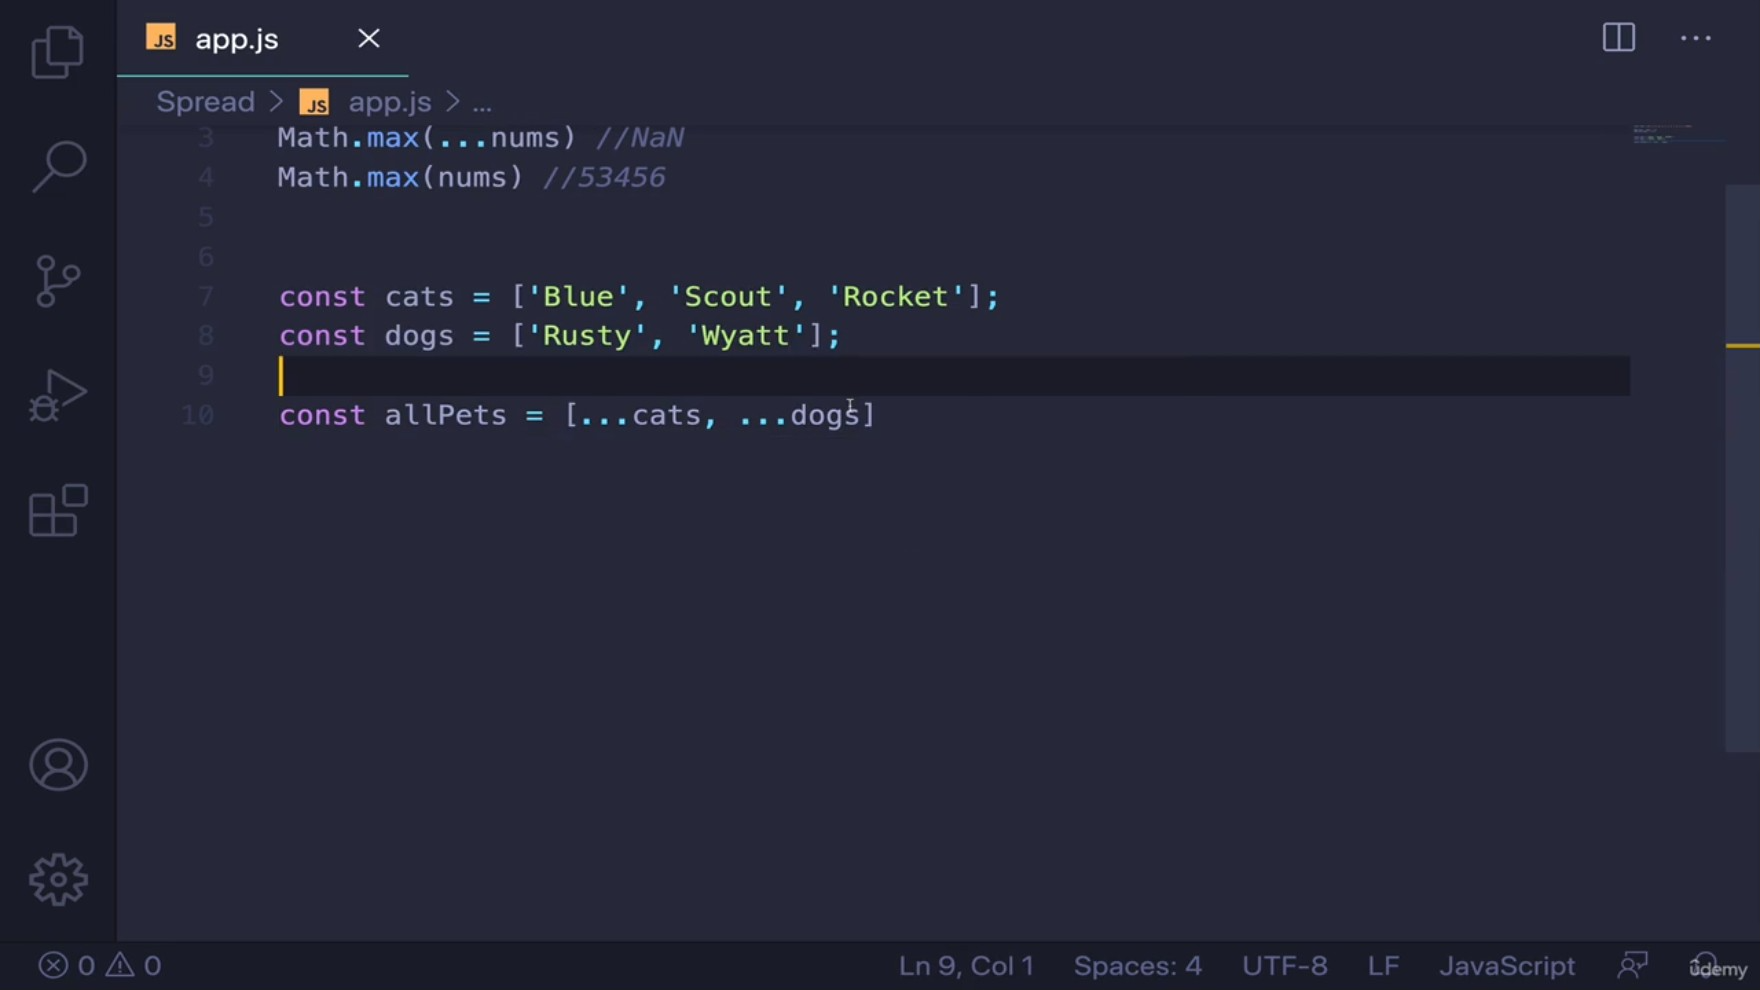 JS app.js
Spread > JS app.js > ...
3 Math.max(...nums) //NaN
4 Math.max(nums) //53456
5
6
7 const cats = ['Blue', 'Scout', 'Rocket'];
8 const dogs = ['Rusty', 'Wyatt'];
9
10 const allPets = [...cats, ...dogs]
0 0 Ln 9, Col 1 Spaces: 4 UTF-8 LF JavaScript
ûdemy